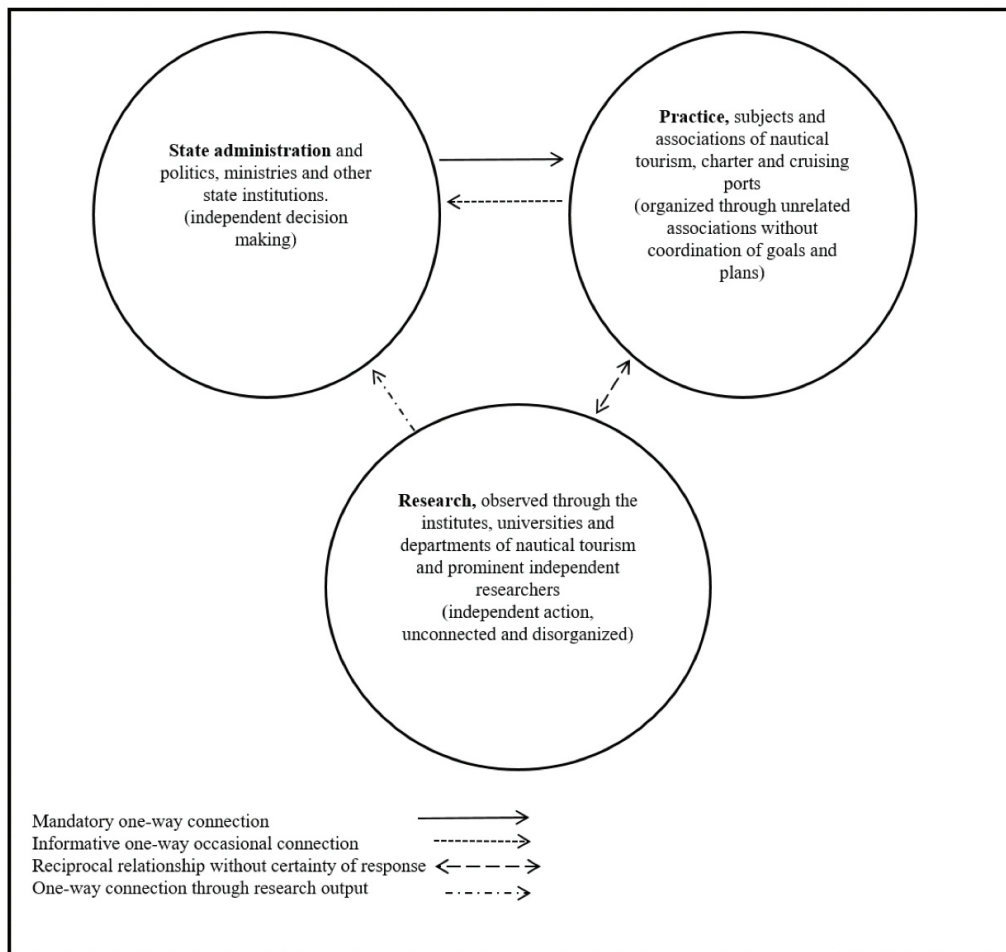 State administration and
politics, ministries and other
state institutions.
(independent decision
making)
Practice, subjects and
associations of nautical
tourism, charter and cruising
ports
(organized through unrelated
associations without
coordination of goals and
plans)
Research, observed through the
institutes, universities and
departments of nautical tourism
and prominent independent
researchers
(independent action,
unconnected and disorganized)
Mandatory one-way connection
Informative one-way occasional connection
Reciprocal relationship without certainty of response
One-way connection through research output